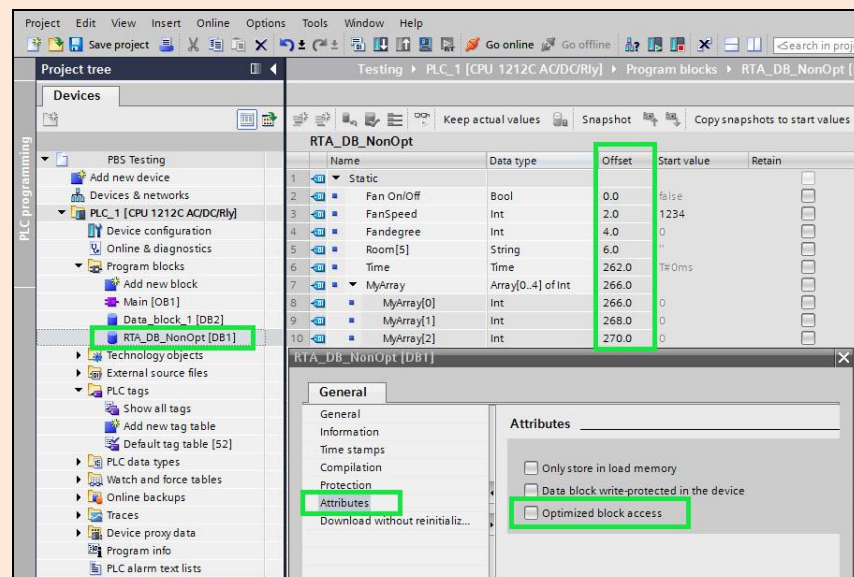 Project Edit View Insert Online Options Tools Window Help
Save project Go online Go offline <Search in proj
Project tree
Testing ▸ PLC_1 [CPU 1212C AC/DC/Rly] ▸ Program blocks ▸ RTA_DB_NonOpt [
Devices
Keep actual values Snapshot Copy snapshots to start values
PLC programming
RTA_DB_NonOpt
Name Data type Offset Start value Retain
1 Static
2 Fan On/Off Bool 0.0 false
3 FanSpeed Int 2.0 1234
4 Fandegree Int 4.0 0
5 Room[5] String 6.0 ''
6 Time Time 262.0 T#0ms
7 MyArray Array[0..4] of Int 266.0
8 MyArray[0] Int 266.0 0
9 MyArray[1] Int 268.0 0
10 MyArray[2] Int 270.0 0
PBS Testing
Add new device
Devices & networks
PLC_1 [CPU 1212C AC/DC/Rly]
Device configuration
Online & diagnostics
Program blocks
Add new block
Main [OB1]
Data_block_1 [DB2]
RTA_DB_NonOpt [DB1]
Technology objects
External source files
PLC tags
Show all tags
Add new tag table
Default tag table [52]
PLC data types
Watch and force tables
Online backups
Traces
Device proxy data
Program info
PLC alarm text lists
RTA_DB_NonOpt [DB1]
General
General
Information
Time stamps
Compilation
Protection
Attributes
Download without reinitializ...
Attributes
Only store in load memory
Data block write-protected in the device
Optimized block access